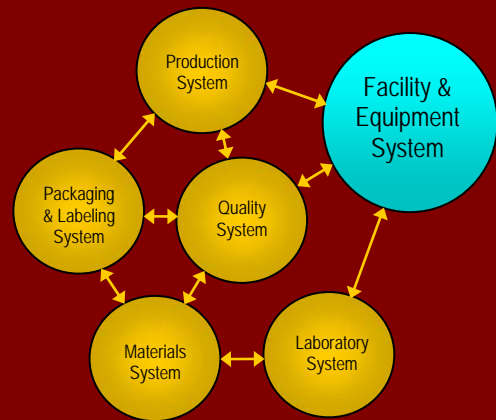 Production
System
Facility &
Equipment
System
Packaging
& Labeling
System
Quality
System
Materials
System
Laboratory
System